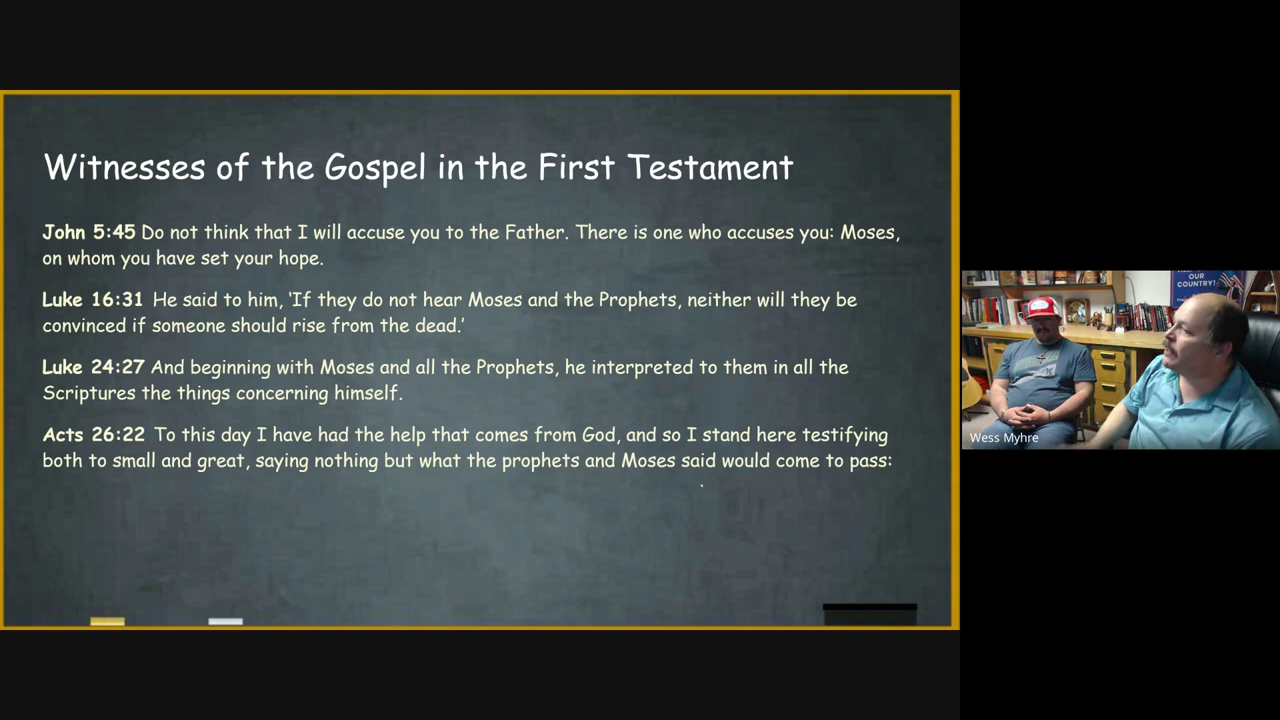 Witnesses of the Gospel in the First Testament
John 5:45 Do not think that I will accuse you to the Father. There is one who accuses you: Moses,
on whom you have set your hope.
Luke 16:31 He said to him, ‘If they do not hear Moses and the Prophets, neither will they be
convinced if someone should rise from the dead.’
Luke 24:27 And beginning with Moses and all the Prophets, he interpreted to them in all the
Scriptures the things concerning himself.
Acts 26:22 To this day I have had the help that comes from God, and so I stand here testifying
both to small and great, saying nothing but what the prophets and Moses said would come to pass:
OUR
COUNTRY!
Wess Myhre